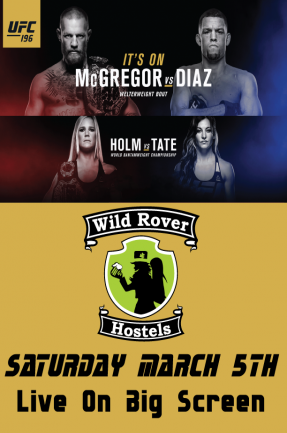 UFC
196
IT'S ON
McGREGOR VS DIAZ
WELTERWEIGHT BOUT
HOLM VS TATE
WORLD BANTAMWEIGHT CHAMPIONSHIP
Wild Rover
Hostels
SATURDAY MARCH 5TH
Live On Big Screen